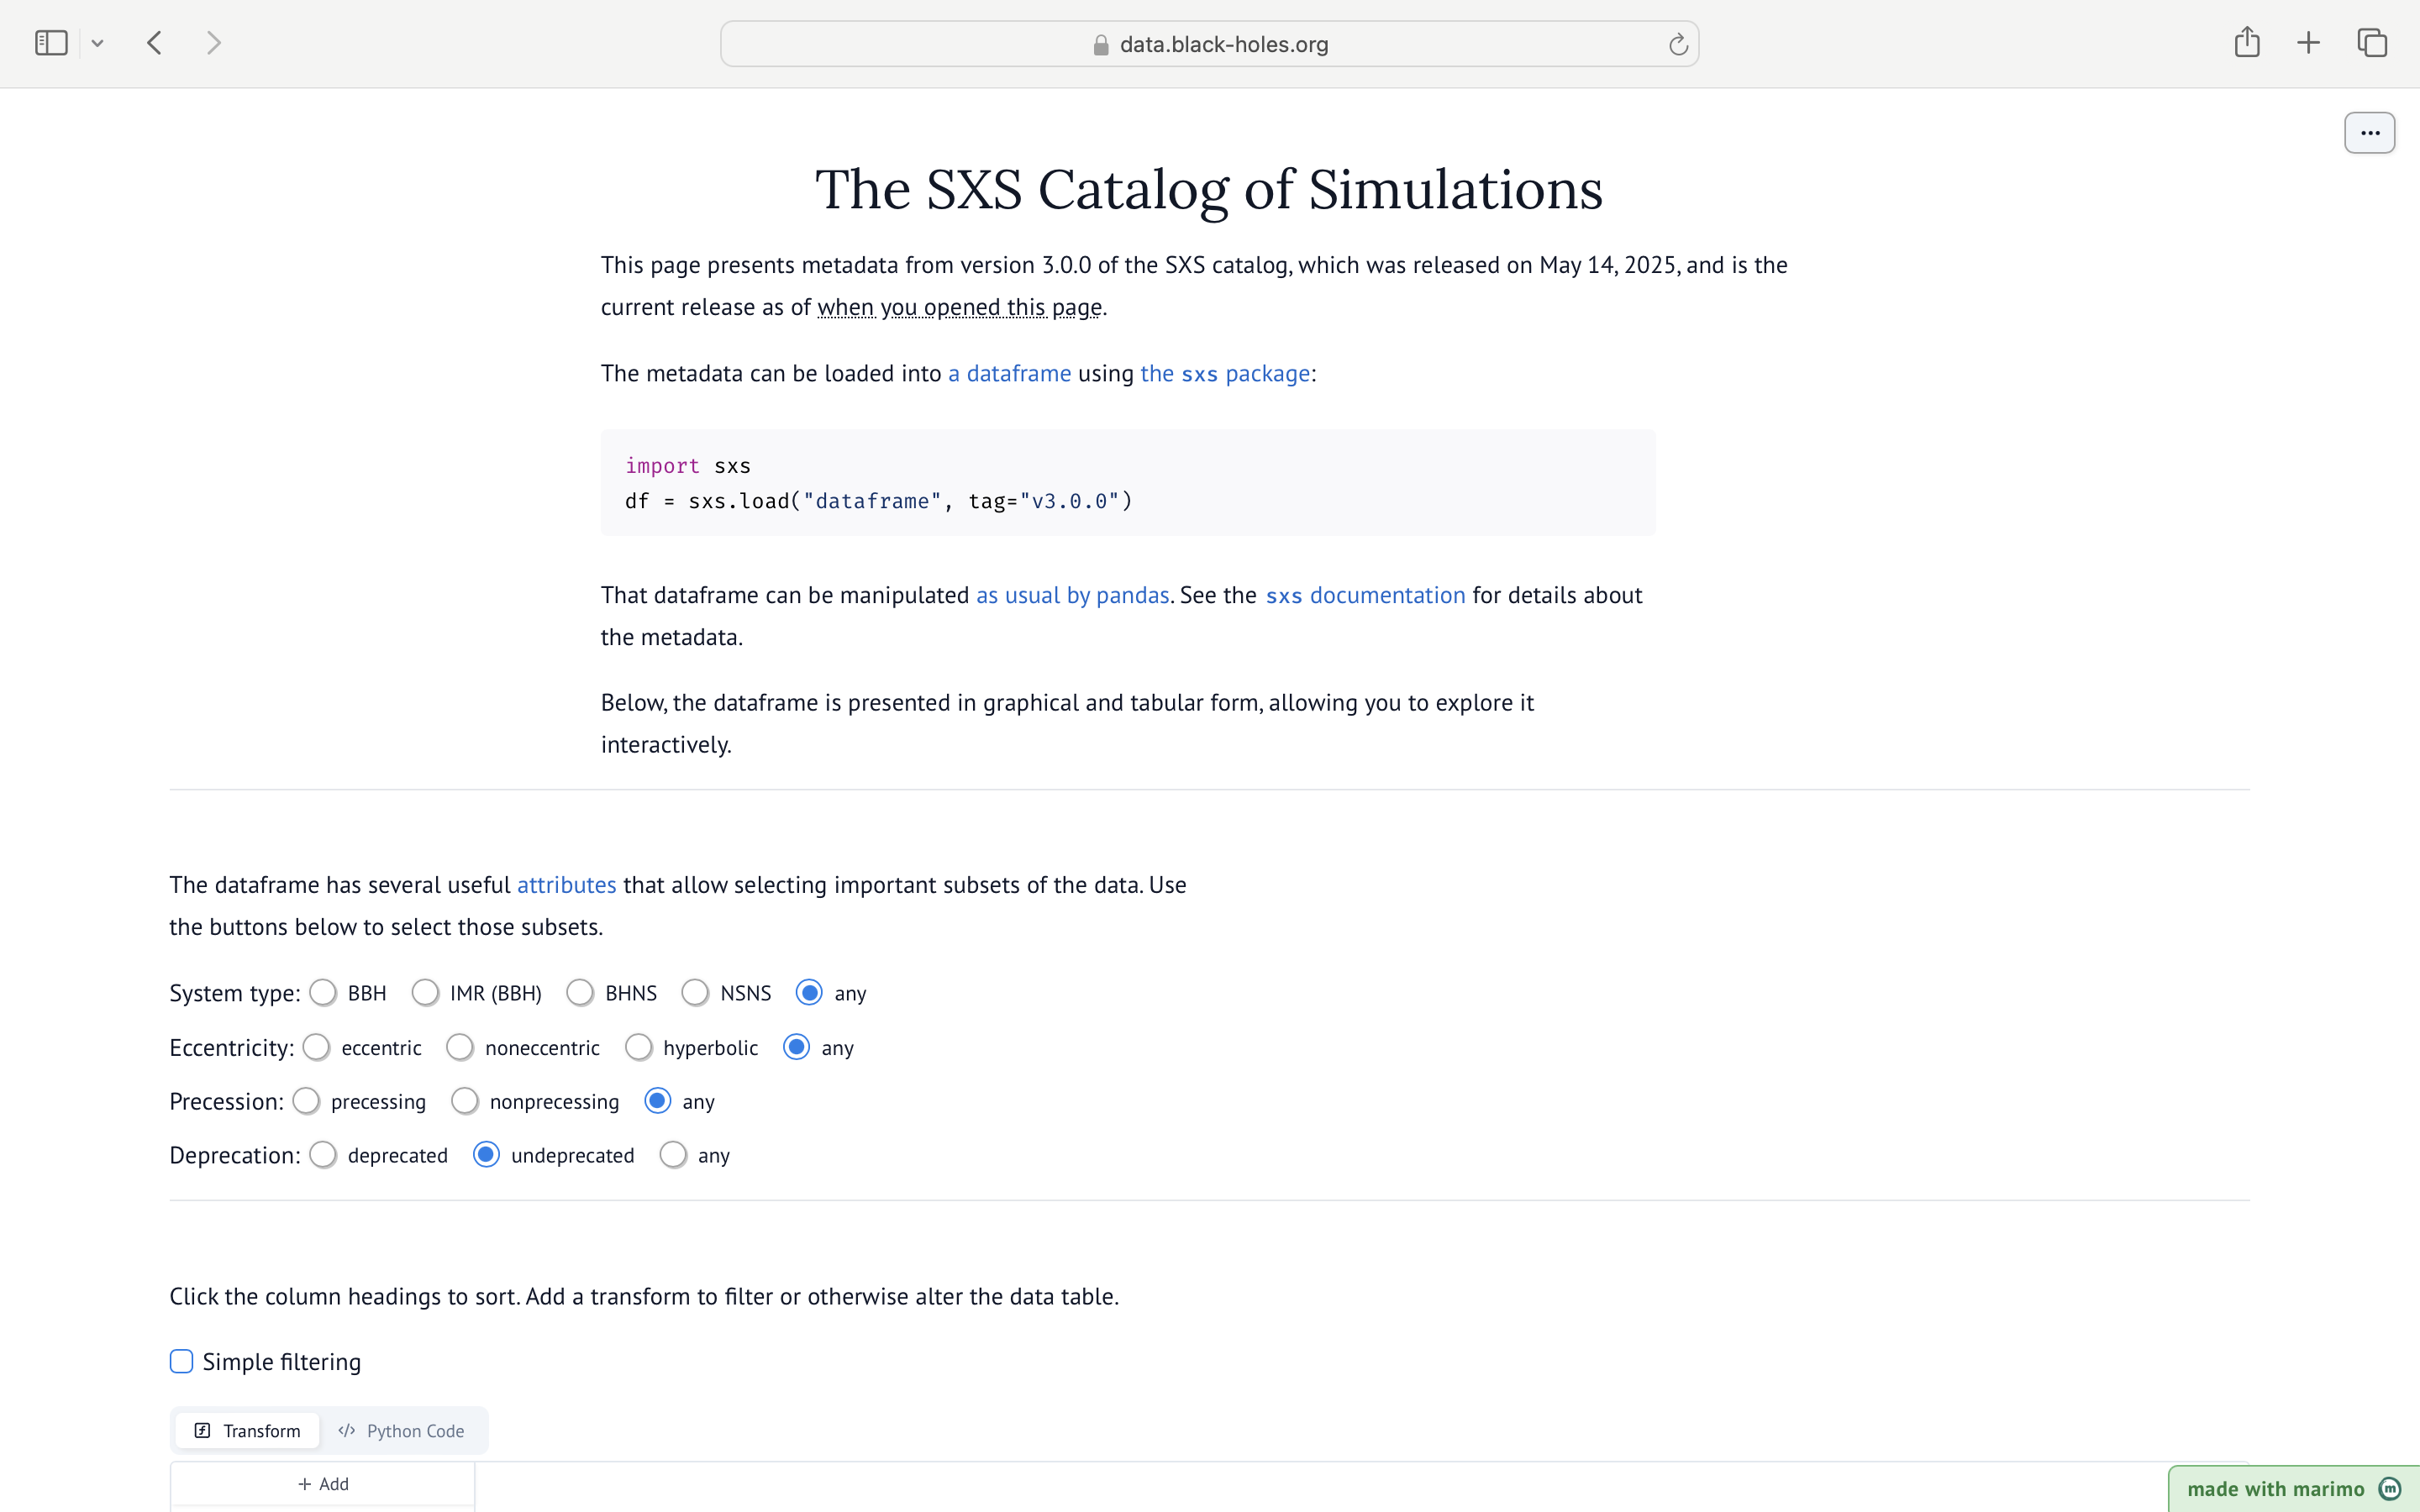 data.black-holes.org
The SXS Catalog of Simulations
This page presents metadata from version 3.0.0 of the SXS catalog, which was released on May 14, 2025, and is the
current release as of when you opened this page.
The metadata can be loaded into a dataframe using the sxs package:
import sxs
df = sxs.load("dataframe", tag="v3.0.0")
That dataframe can be manipulated as usual by pandas. See the sxs documentation for details about
the metadata.
Below, the dataframe is presented in graphical and tabular form, allowing you to explore it
interactively.
The dataframe has several useful attributes that allow selecting important subsets of the data. Use
the buttons below to select those subsets.
System type: BBH IMR (BBH) BHNS NSNS any
Eccentricity: eccentric noneccentric hyperbolic any
Precession: precessing nonprecessing any
Deprecation: deprecated undeprecated any
Click the column headings to sort. Add a transform to filter or otherwise alter the data table.
Simple filtering
Transform </> Python Code
+ Add
made with marimo m